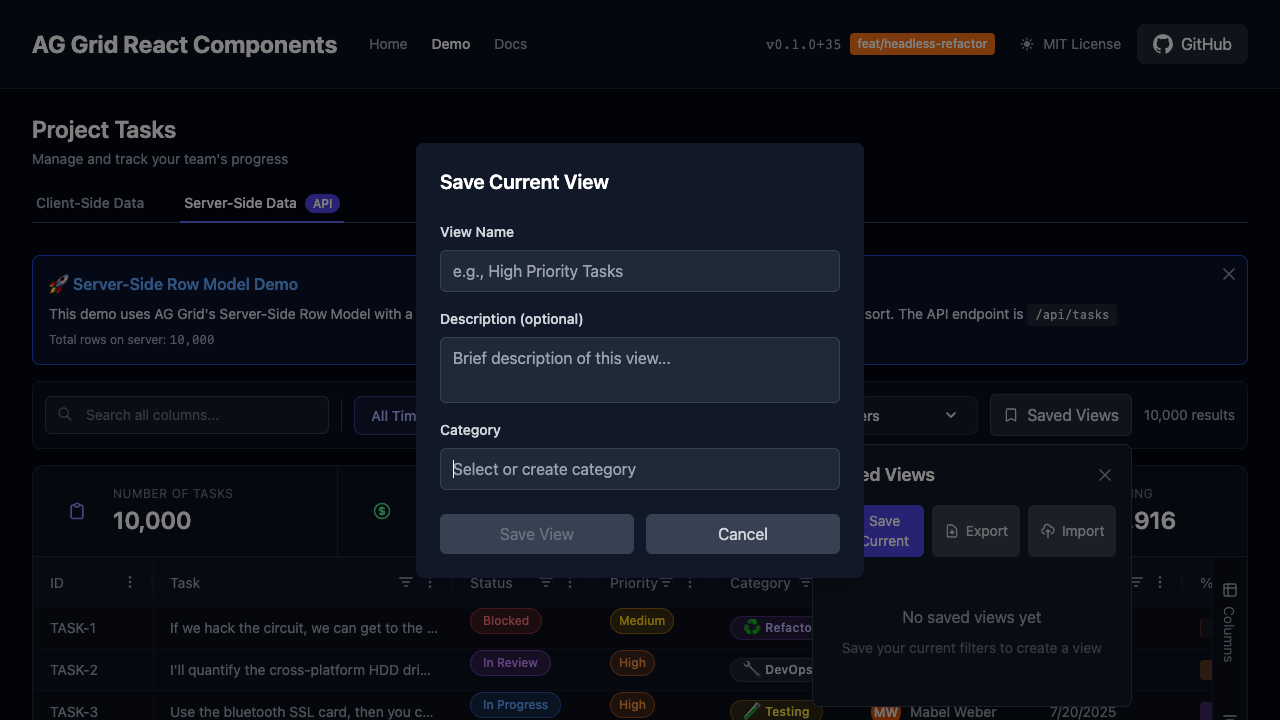 AG Grid React Components
Home
Demo
Docs
v0.1.0+35
feat/headless-refactor
MIT License
GitHub
Project Tasks
Manage and track your team's progress
Client-Side Data
Server-Side Data
API
🚀 Server-Side Row Model Demo
This demo uses AG Grid's Server-Side Row Model with a
sort. The API endpoint is /api/tasks
Total rows on server: 10,000
Search all columns...
All Tim
ers
Saved Views
10,000 results
Save Current View
View Name
e.g., High Priority Tasks
Description (optional)
Brief description of this view...
Category
Select or create category
Save View
Cancel
ed Views
Save
Current
Export
Import
No saved views yet
Save your current filters to create a view
NUMBER OF TASKS
10,000
NG
.916
ID
Task
Status
Priority
Category
%
Columns
TASK-1
If we hack the circuit, we can get to the ...
Blocked
Medium
Refacto
TASK-2
I'll quantify the cross-platform HDD dri...
In Review
High
DevOps
TASK-3
Use the bluetooth SSL card, then you c...
In Progress
High
Testing
MW
Mabel Weber
7/20/2025